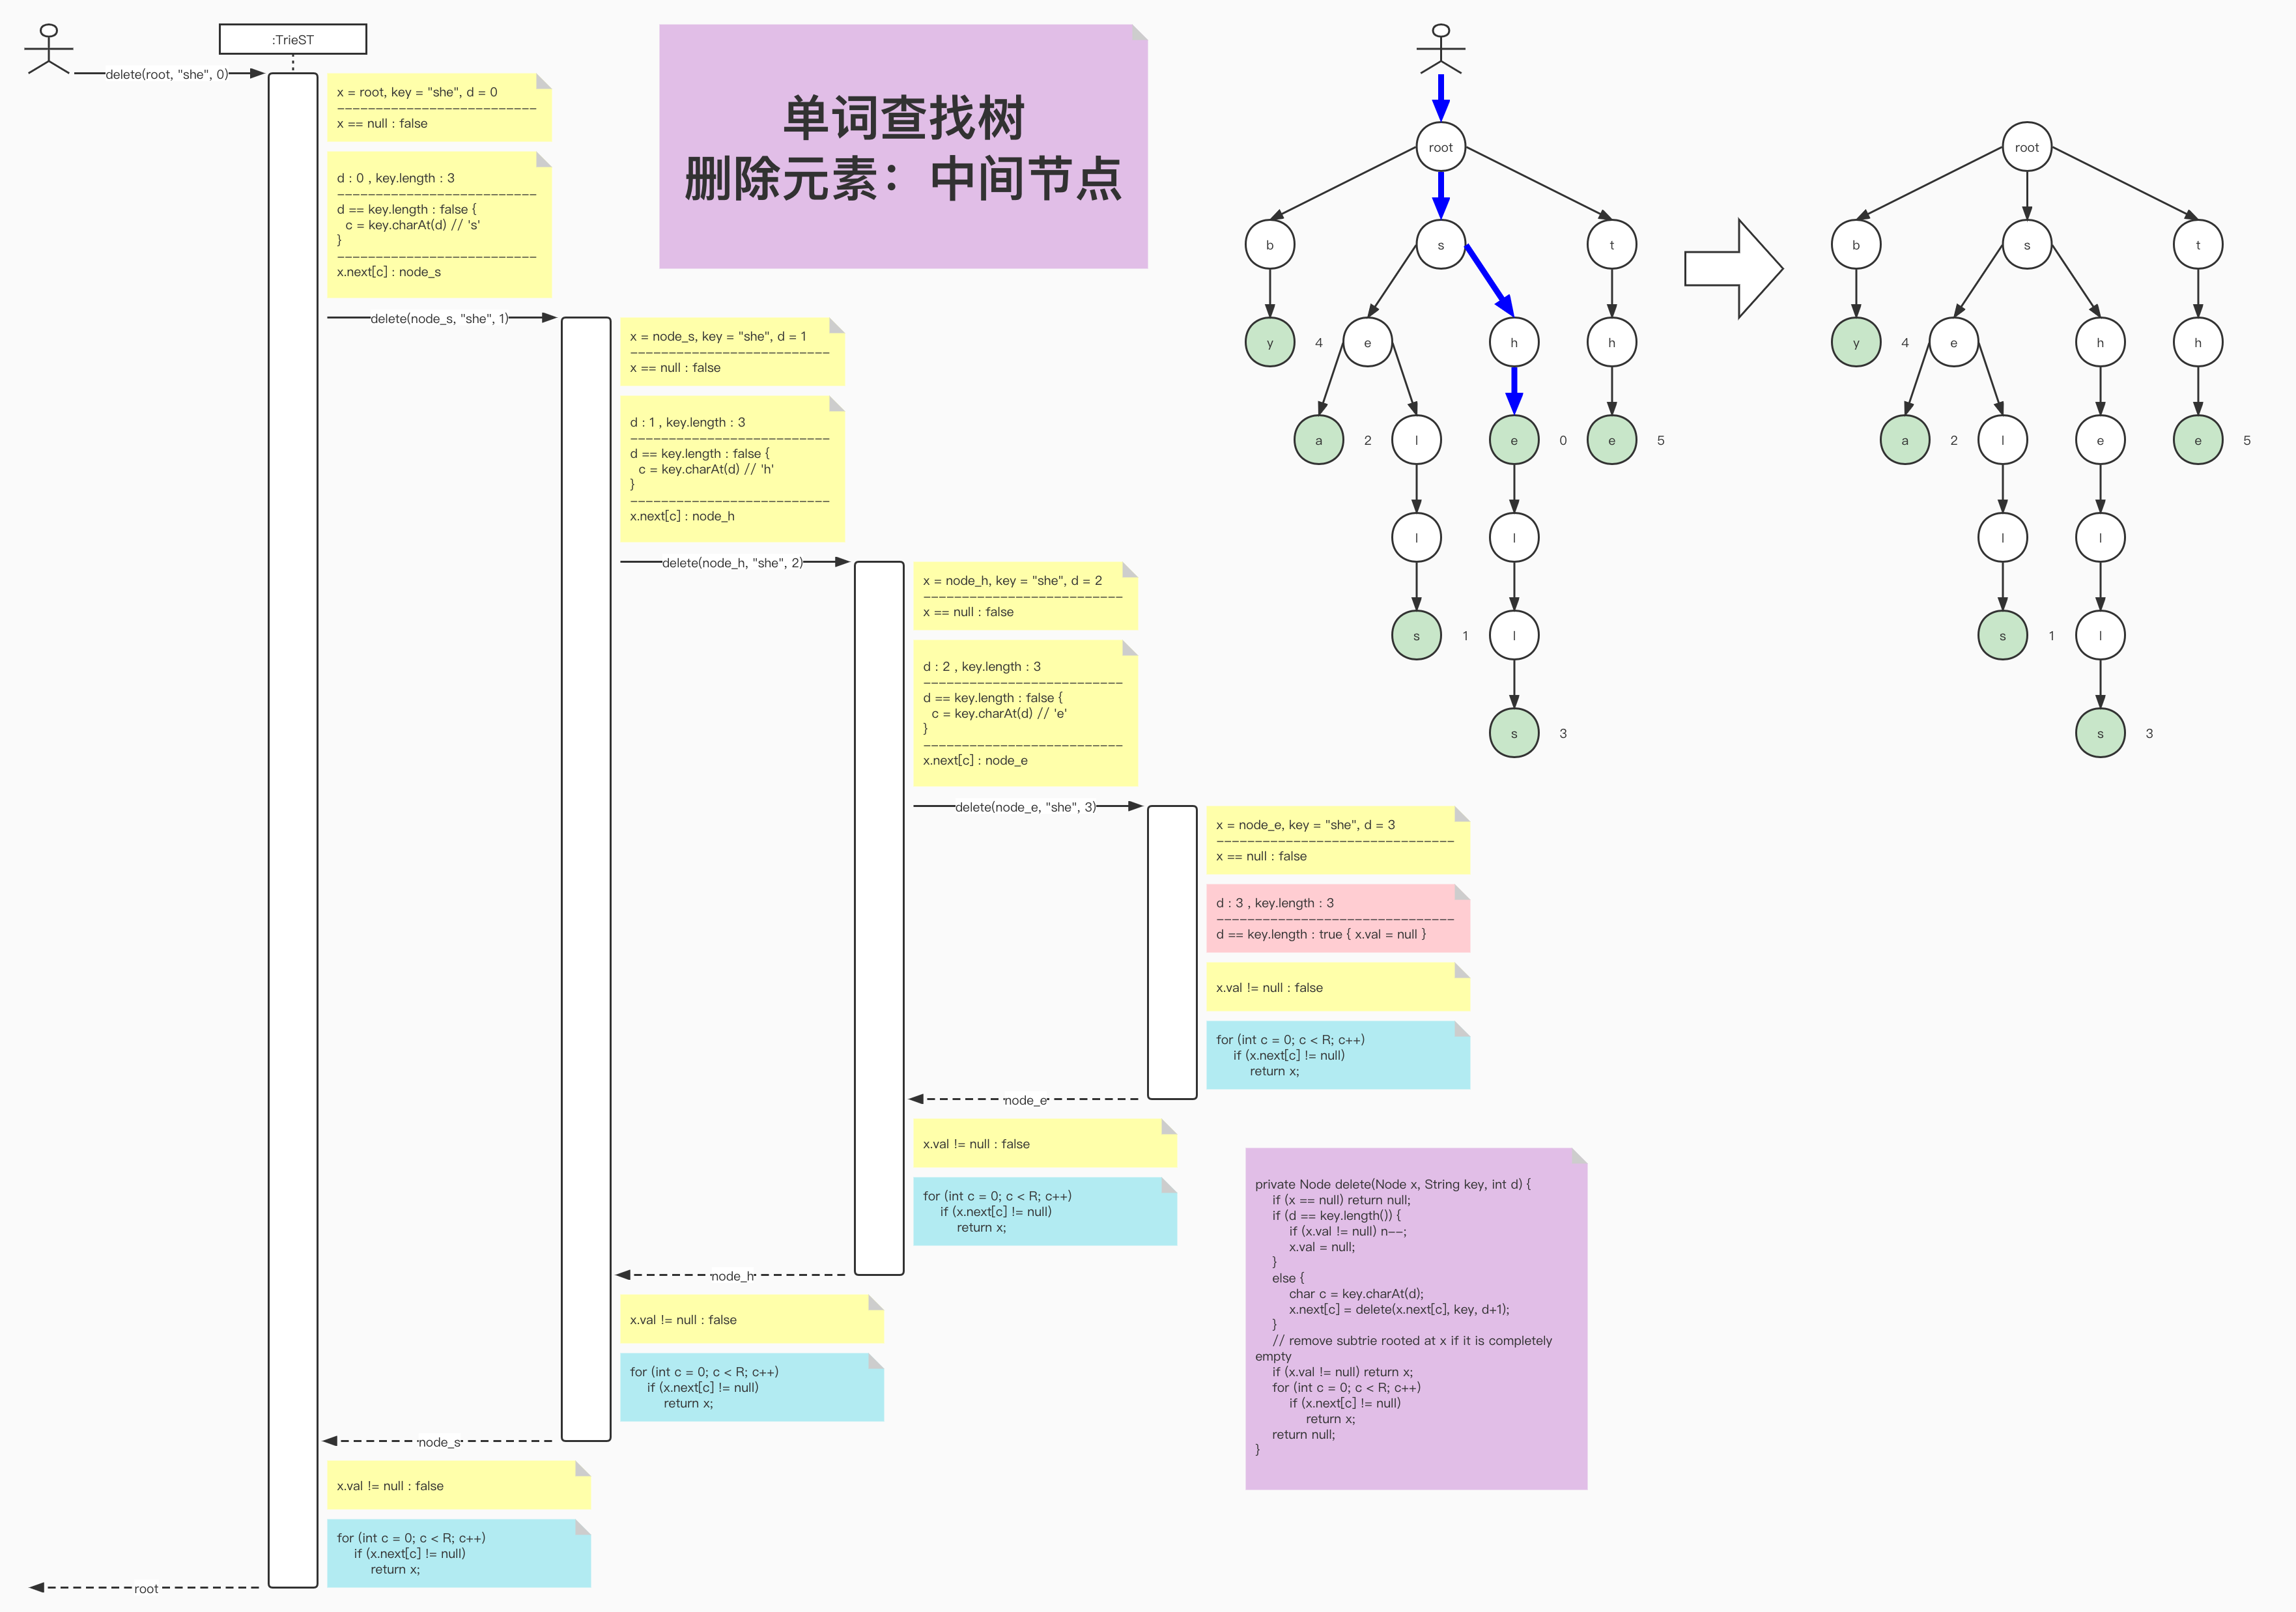 :TrieST
delete(root, "she", 0)
x = root, key = "she", d = 0
--------------------------
x == null : false
d : 0 , key.length : 3
--------------------------
d == key.length : false {
c = key.charAt(d) // 's'
}
--------------------------
x.next[c] : node_s
单词查找树
删除元素：中间节点
delete(node_s, "she", 1)
x = node_s, key = "she", d = 1
--------------------------
x == null : false
d : 1 , key.length : 3
--------------------------
d == key.length : false {
c = key.charAt(d) // 'h'
}
--------------------------
x.next[c] : node_h
delete(node_h, "she", 2)
x = node_h, key = "she", d = 2
--------------------------
x == null : false
d : 2 , key.length : 3
--------------------------
d == key.length : false {
c = key.charAt(d) // 'e'
}
--------------------------
x.next[c] : node_e
delete(node_e, "she", 3)
x = node_e, key = "she", d = 3
-------------------------------
x == null : false
d : 3 , key.length : 3
-------------------------------
d == key.length : true { x.val = null }
x.val != null : false
for (int c = 0; c < R; c++)
if (x.next[c] != null)
return x;
node_e
x.val != null : false
for (int c = 0; c < R; c++)
if (x.next[c] != null)
return x;
node_h
x.val != null : false
for (int c = 0; c < R; c++)
if (x.next[c] != null)
return x;
node_s
x.val != null : false
for (int c = 0; c < R; c++)
if (x.next[c] != null)
return x;
root
root
b s t
y 4 e h h
a 2 l e 0 e 5
l l
s 1 l
s 3
root
b s t
y 4 e h h
a 2 l e e 5
l l
s 1 l
s 3
private Node delete(Node x, String key, int d) {
if (x == null) return null;
if (d == key.length()) {
if (x.val != null) n--;
x.val = null;
}
else {
char c = key.charAt(d);
x.next[c] = delete(x.next[c], key, d+1);
}
// remove subtrie rooted at x if it is completely
empty
if (x.val != null) return x;
for (int c = 0; c < R; c++)
if (x.next[c] != null)
return x;
return null;
}